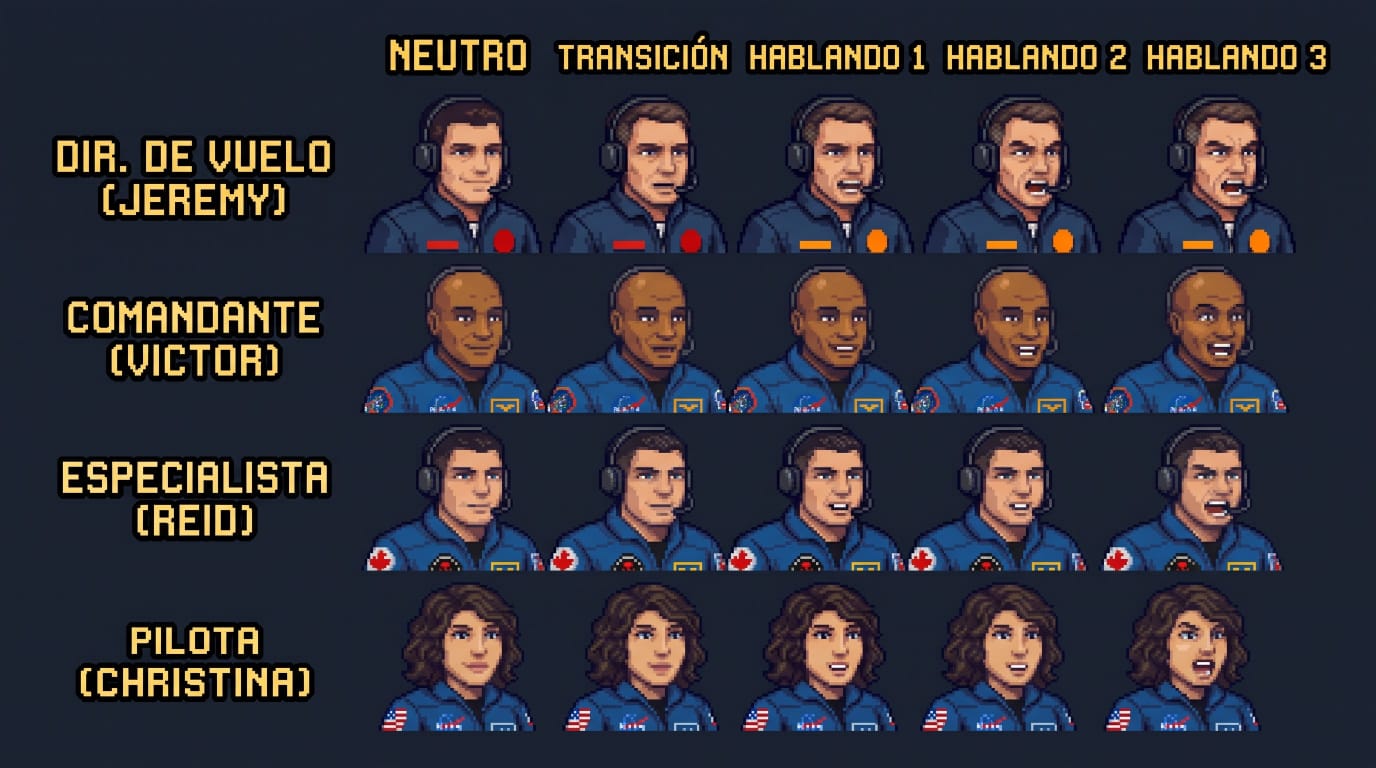 NEUTRO TRANSICIÓN HABLANDO 1 HABLANDO 2 HABLANDO 3
DIR. DE VUELO
(JEREMY)
COMANDANTE
(VICTOR)
ESPECIALISTA
(REID)
PILOTA
(CHRISTINA)